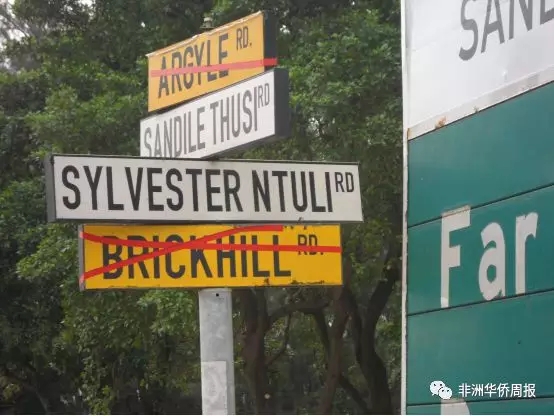 ARGYLE RD.
SANDILE THUSI RD
SYLVESTER NTULI RD
BRICKHILL RD.
SAN
Far
非洲华侨周报